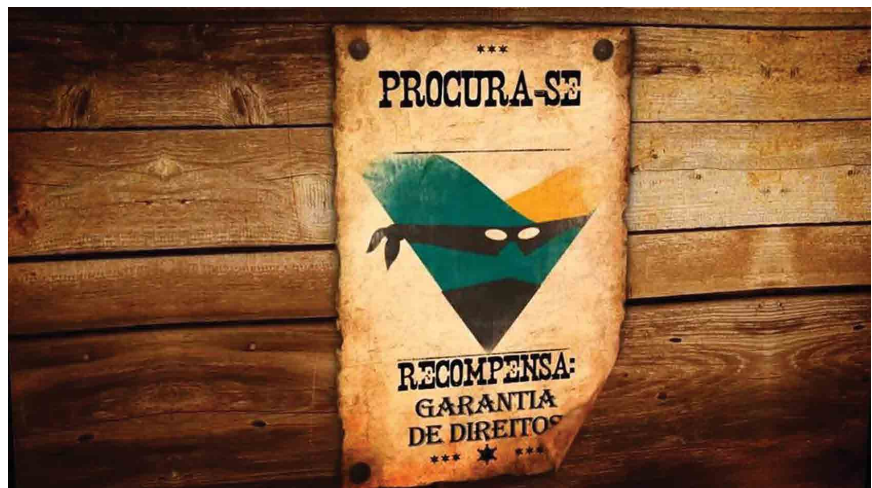 PROCURA-SE
RECOMPENSA:
GARANTIA
DE DIREITOS